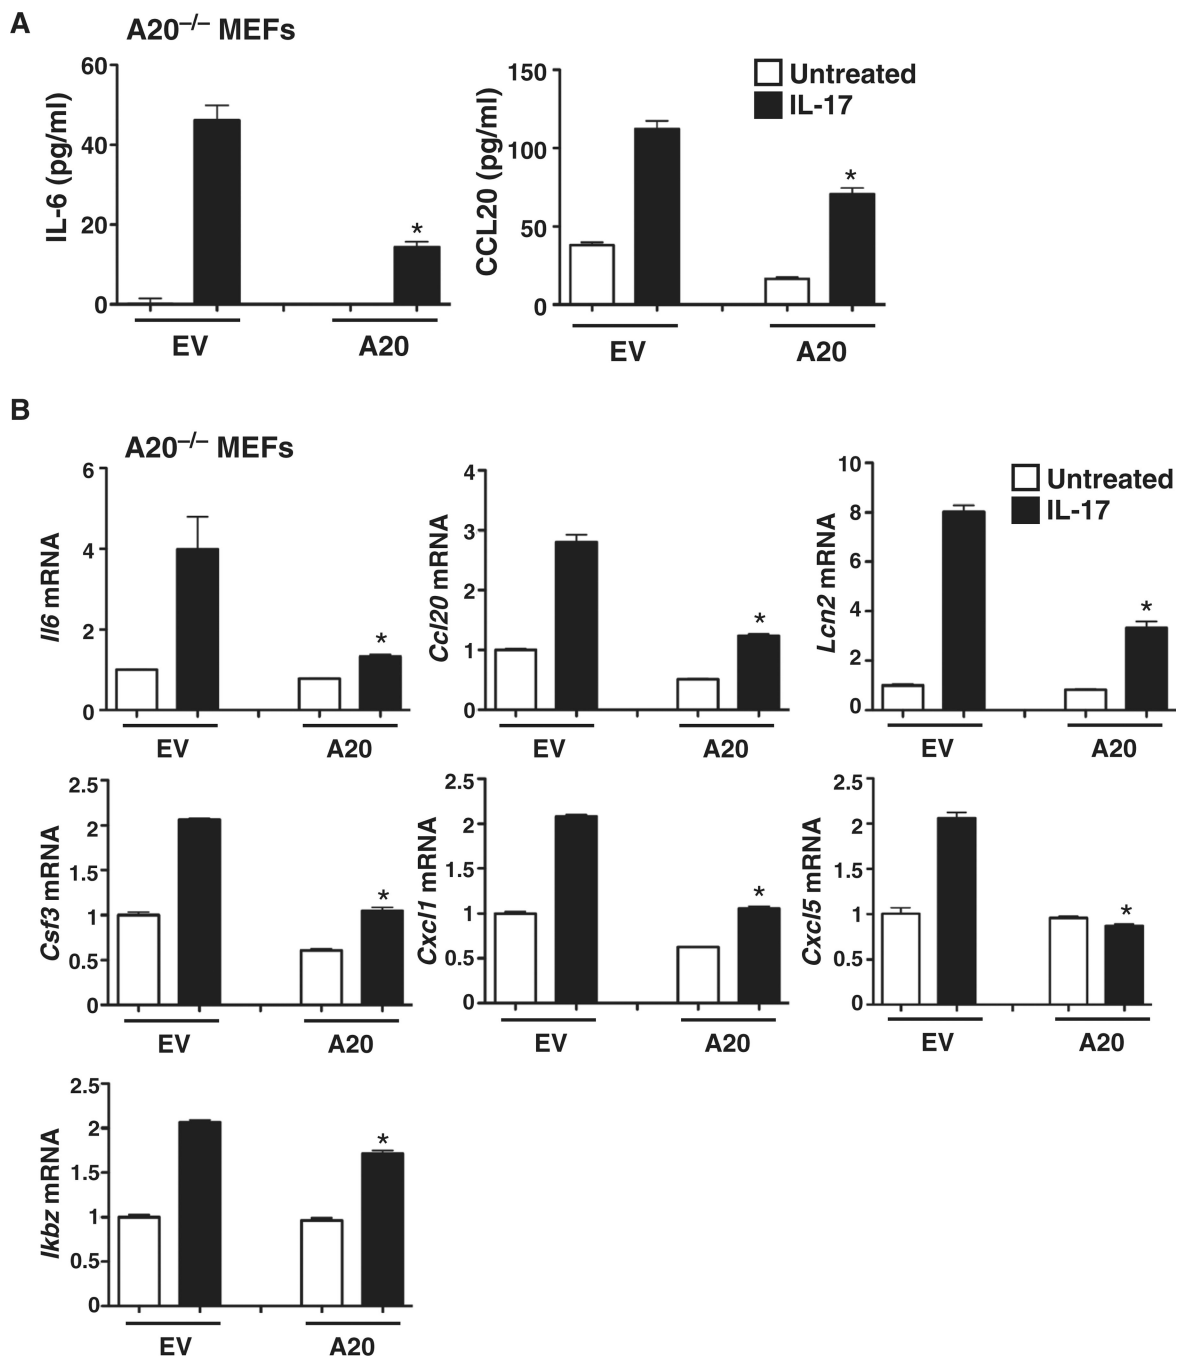 A
A20–/– MEFs
IL-6 (pg/ml)
60
40
20
0
*
EV
A20
CCL20 (pg/ml)
150
100
50
0
*
EV
A20
Untreated
IL-17
B
A20–/– MEFs
Il6 mRNA
6
4
2
0
*
EV
A20
Ccl20 mRNA
4
3
2
1
0
*
EV
A20
Lcn2 mRNA
10
8
6
4
2
0
*
EV
A20
Untreated
IL-17
Csf3 mRNA
2.5
2
1.5
1
0.5
0
*
EV
A20
Cxcl1 mRNA
2.5
2
1.5
1
0.5
0
*
EV
A20
Cxcl5 mRNA
2.5
2
1.5
1
0.5
0
*
EV
A20
Ikbz mRNA
2.5
2
1.5
1
0.5
0
*
EV
A20